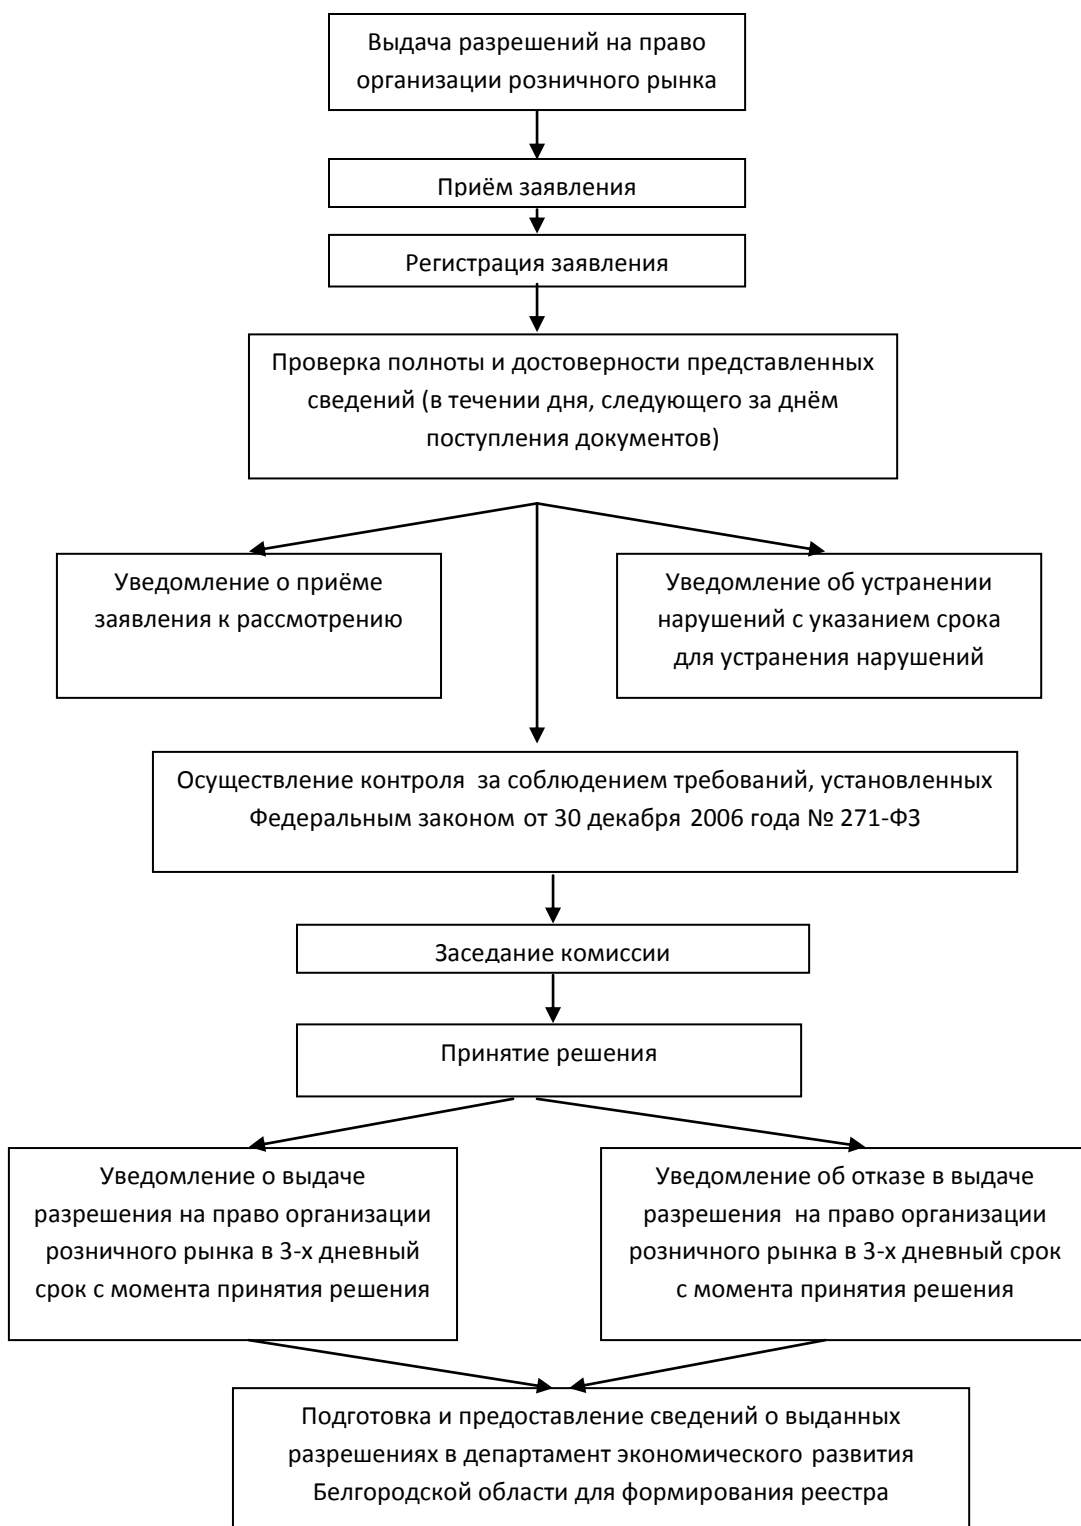 Выдача разрешений на право
организации розничного рынка
Приём заявления
Регистрация заявления
Проверка полноты и достоверности представленных
сведений (в течении дня, следующего за днём
поступления документов)
Уведомление о приёме
заявления к рассмотрению
Уведомление об устранении
нарушений с указанием срока
для устранения нарушений
Осуществление контроля за соблюдением требований, установленных
Федеральным законом от 30 декабря 2006 года № 271-ФЗ
Заседание комиссии
Принятие решения
Уведомление о выдаче
разрешения на право организации
розничного рынка в 3-х дневный
срок с момента принятия решения
Уведомление об отказе в выдаче
разрешения на право организации
розничного рынка в 3-х дневный срок
с момента принятия решения
Подготовка и предоставление сведений о выданных
разрешениях в департамент экономического развития
Белгородской области для формирования реестра